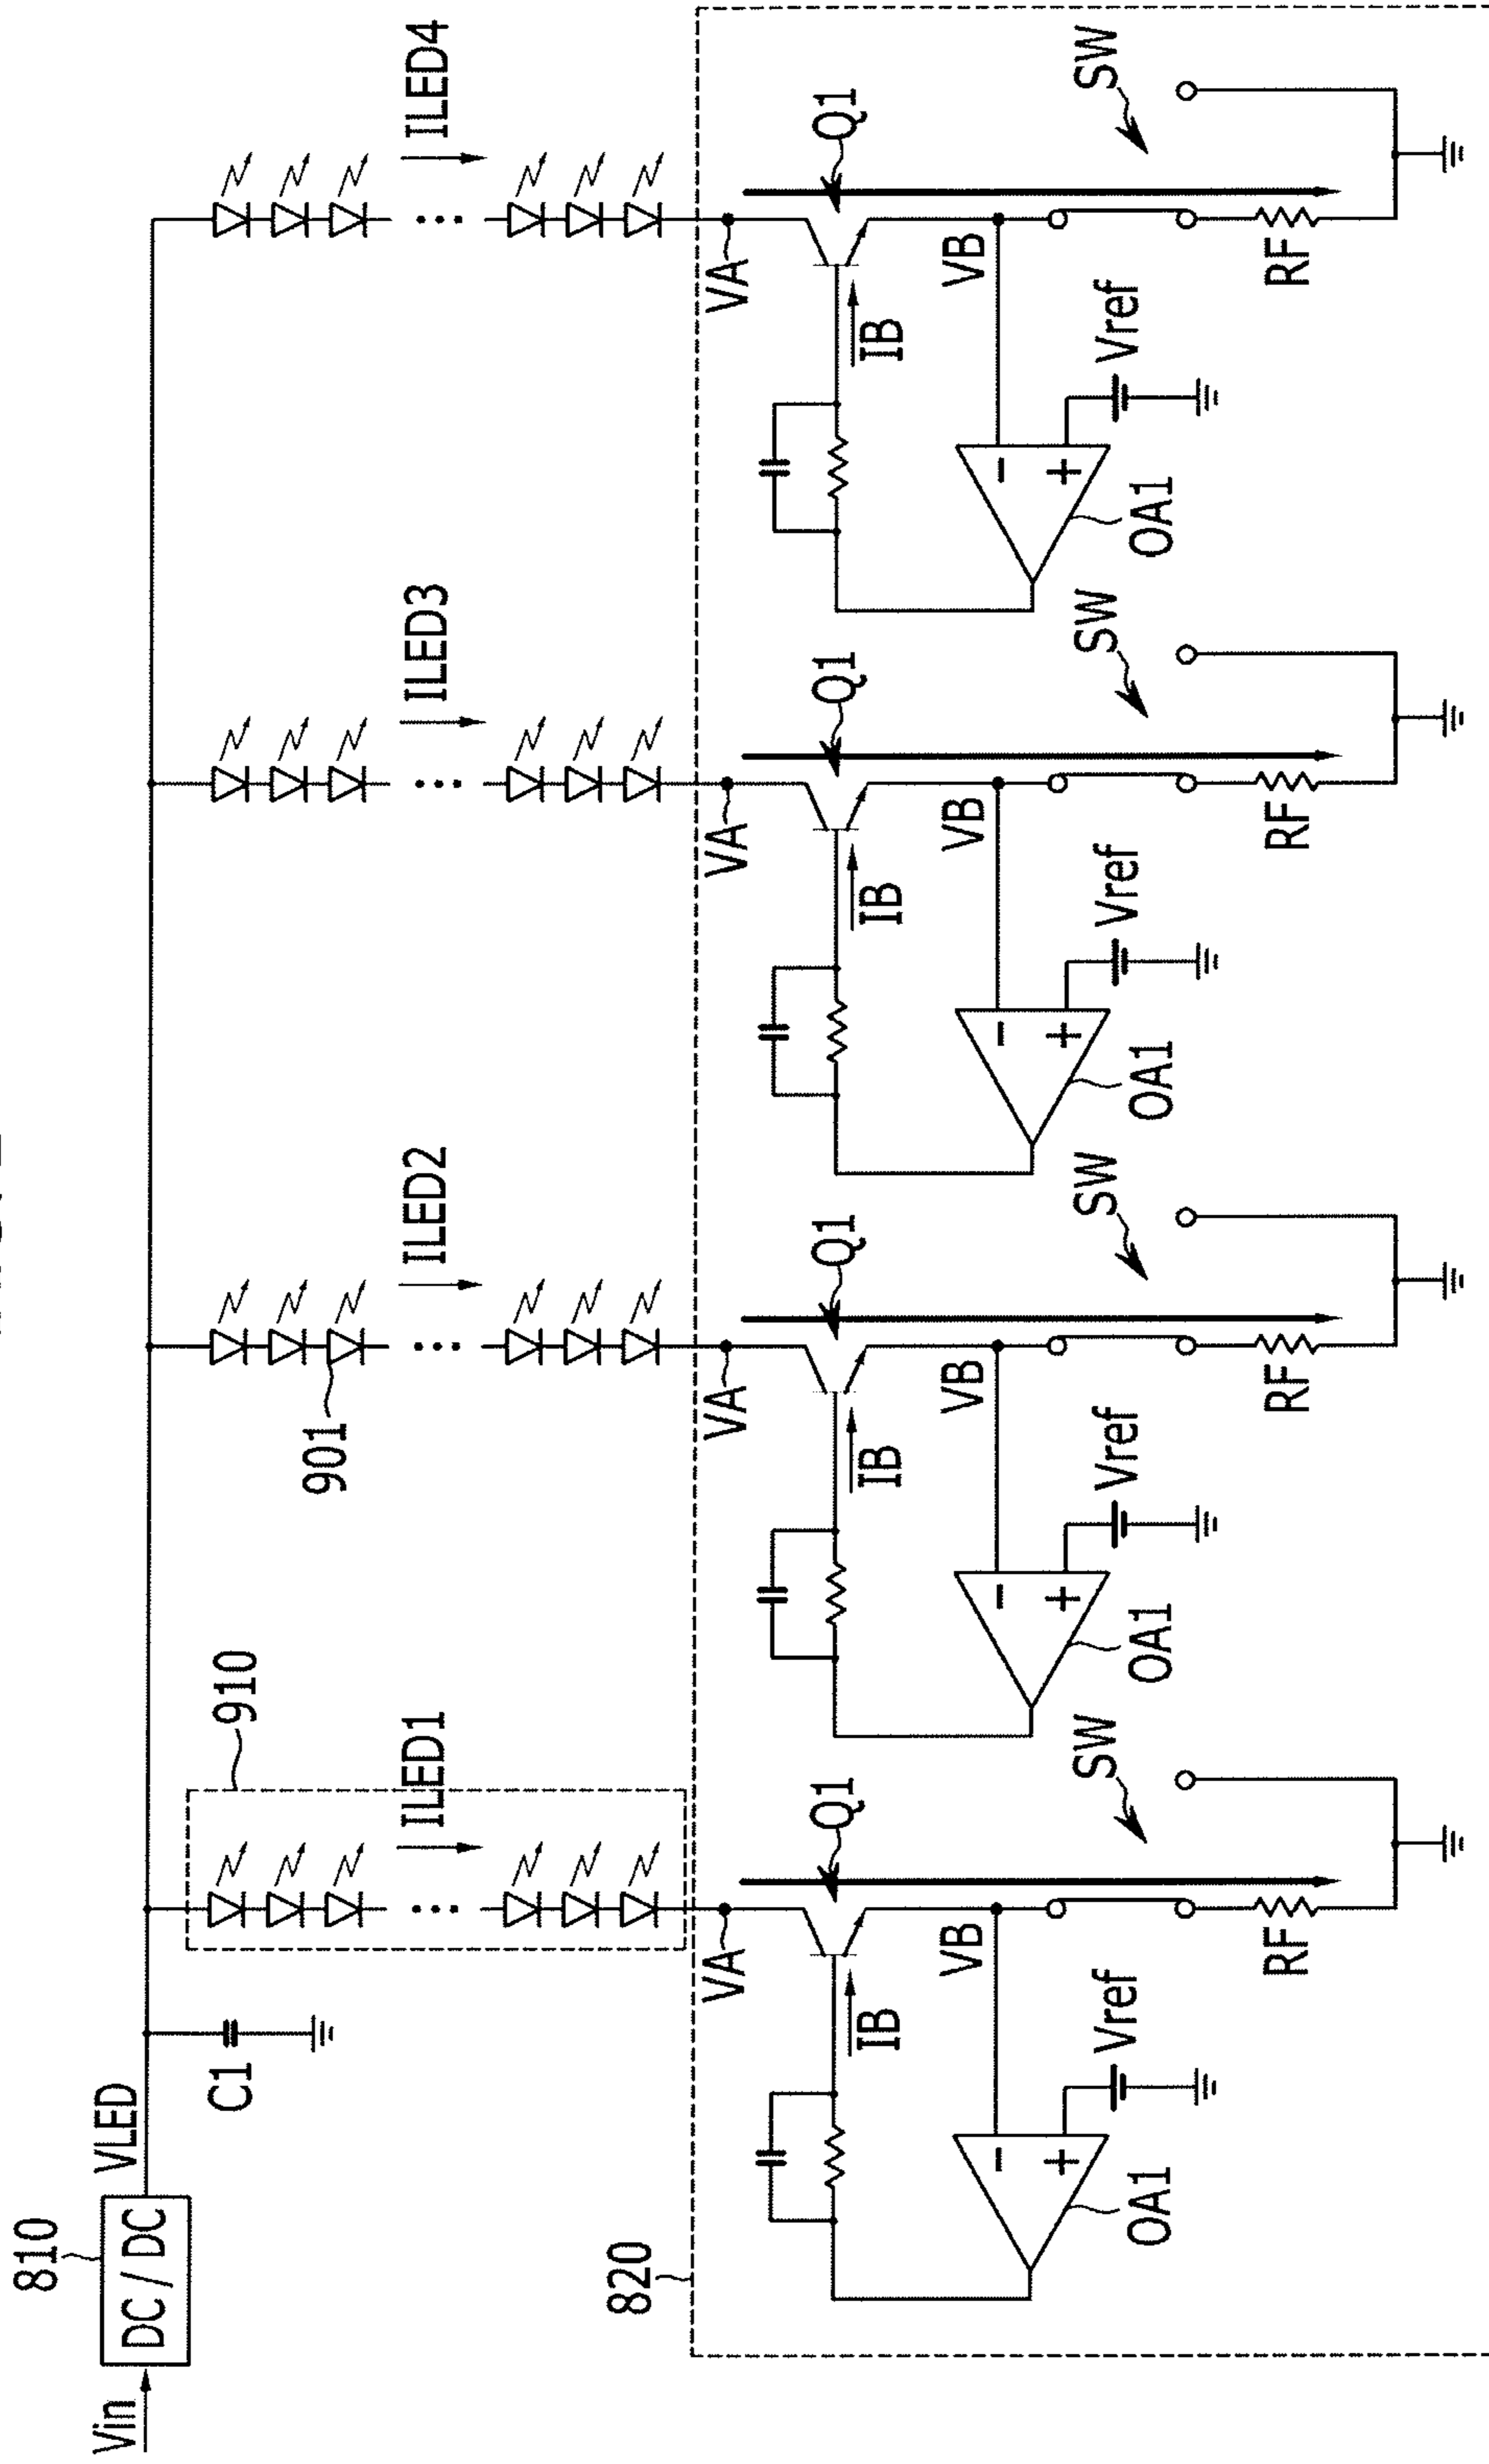 810
Vin
DC / DC
VLED
C1
910
901
ILED1
ILED2
ILED3
ILED4
820
VA
VA
VA
VA
Q1
Q1
Q1
Q1
IB
IB
IB
IB
VB
VB
VB
VB
-
+
-
+
-
+
-
+
Vref
Vref
Vref
Vref
OA1
OA1
OA1
OA1
SW
SW
SW
SW
RF
RF
RF
RF